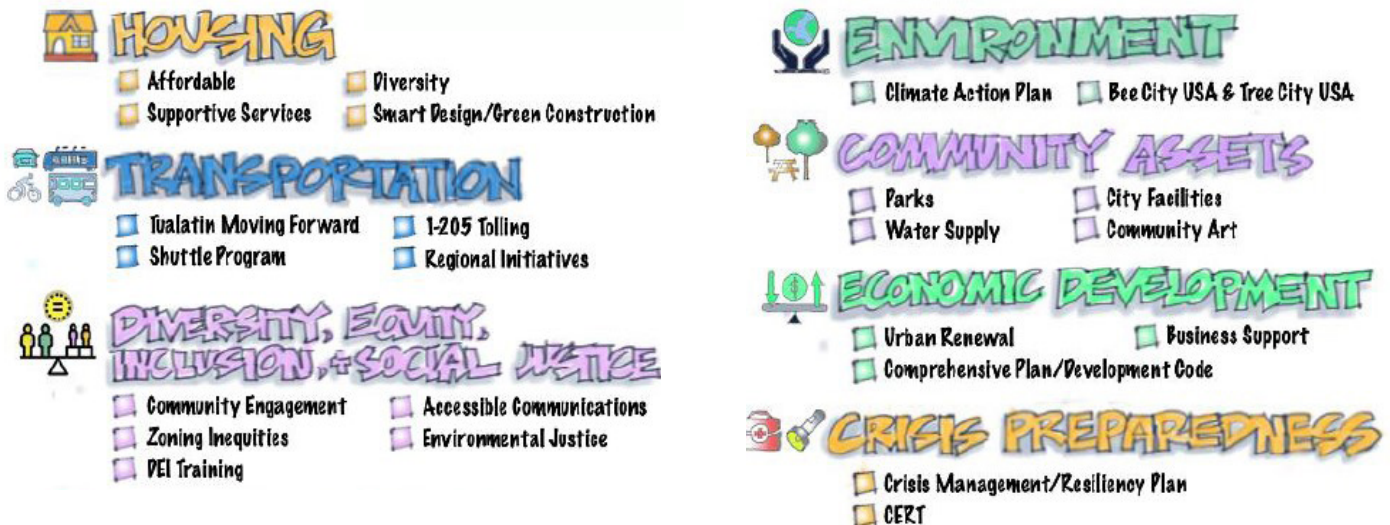 HOUSING
Affordable
Diversity
Supportive Services
Smart Design/Green Construction
TRANSPORTATION
Tualatin Moving Forward
I-205 Tolling
Shuttle Program
Regional Initiatives
DIVERSITY, EQUITY,
INCLUSION, + SOCIAL JUSTICE
Community Engagement
Accessible Communications
Zoning Inequities
Environmental Justice
DEI Training
ENVIRONMENT
Climate Action Plan
Bee City USA & Tree City USA
COMMUNITY ASSETS
Parks
City Facilities
Water Supply
Community Art
ECONOMIC DEVELOPMENT
Urban Renewal
Business Support
Comprehensive Plan/Development Code
CRISIS PREPAREDNESS
Crisis Management/Resiliency Plan
CERT